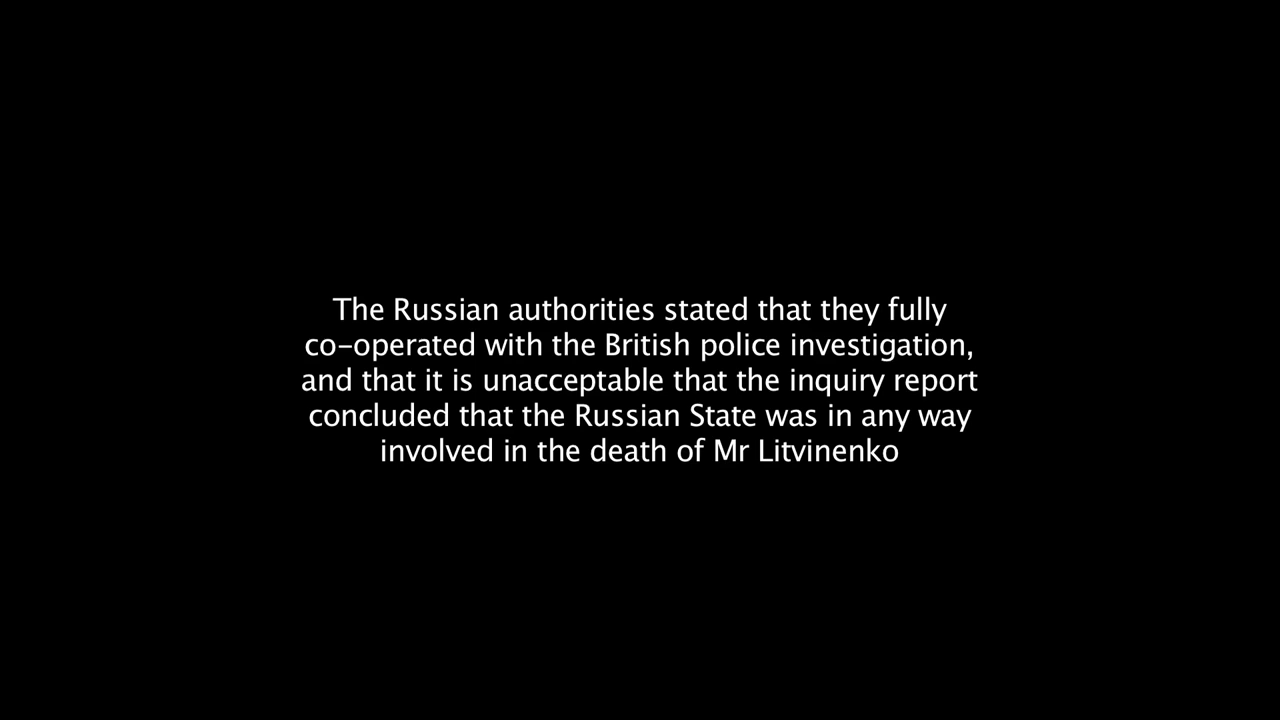 The Russian authorities stated that they fully
co-operated with the British police investigation,
and that it is unacceptable that the inquiry report
concluded that the Russian State was in any way
involved in the death of Mr Litvinenko